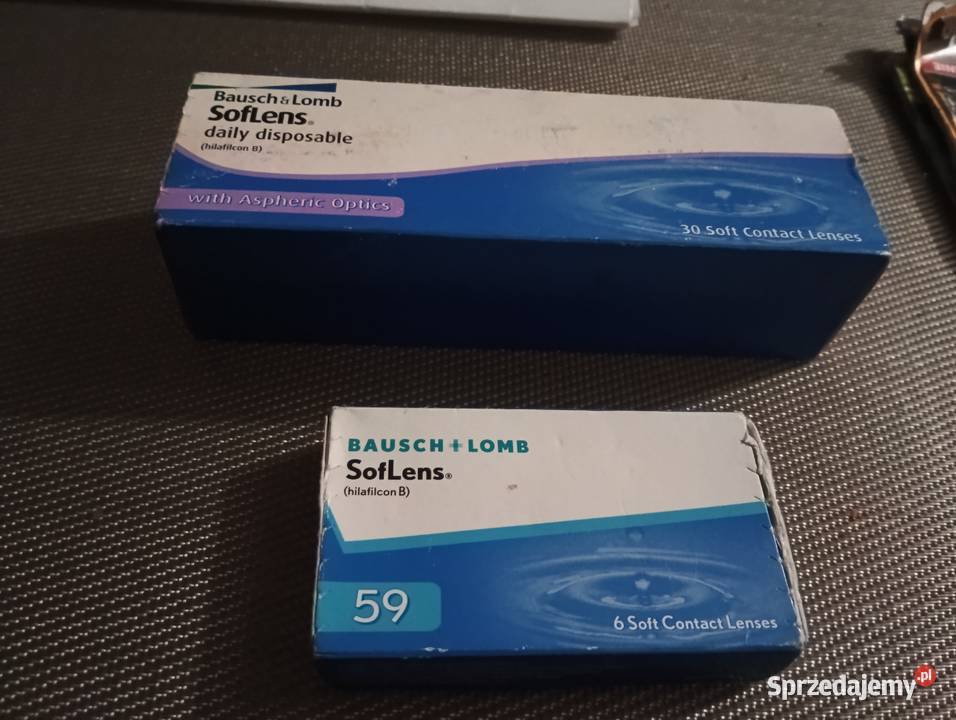 Bausch & Lomb
SofLens®
daily disposable
(hilafilcon B)
with Aspheric Optics
30 Soft Contact Lenses
BAUSCH + LOMB
SofLens®
(hilafilcon B)
59
6 Soft Contact Lenses
Sprzedajemy.pl